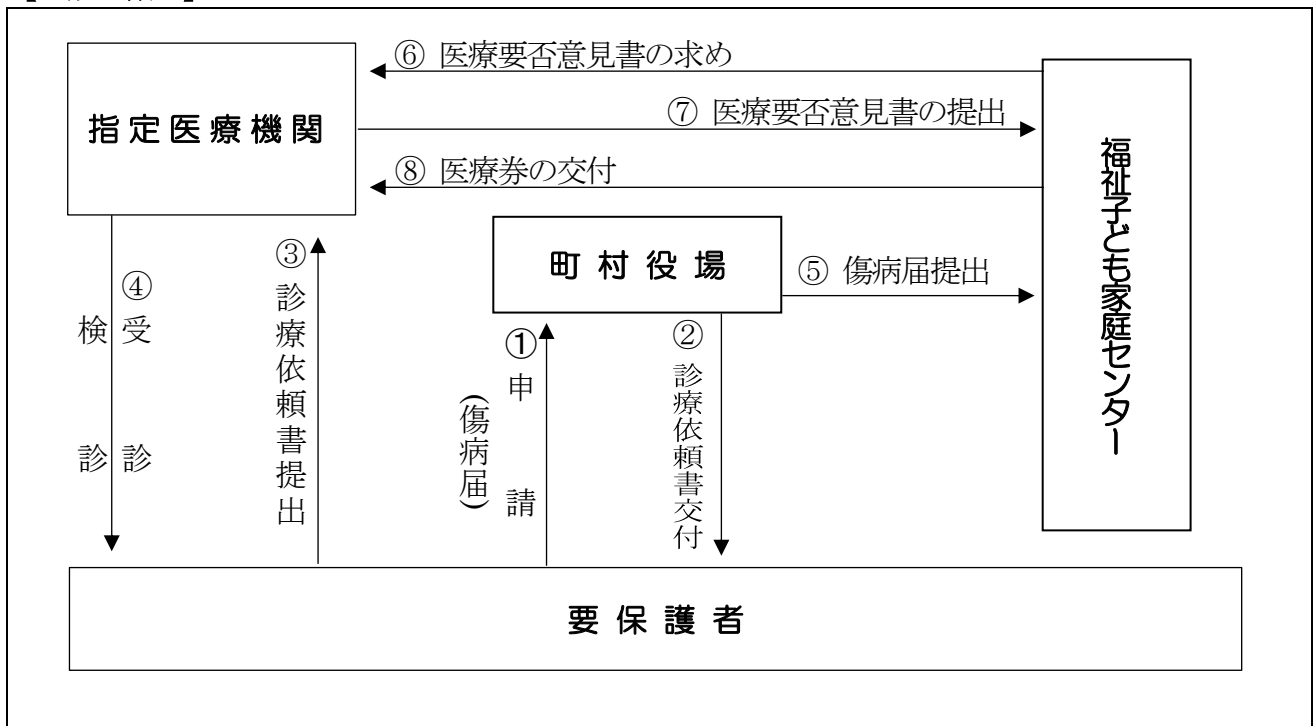 ⑥ 医療要否意見書の求め
指定医療機関
⑦ 医療要否意見書の提出
⑧ 医療券の交付
福祉子ども家庭センター
町村役場
⑤ 傷病届提出
④受診
検診
③診療依頼書提出
①申請
(傷病届)
②診療依頼書交付
要保護者